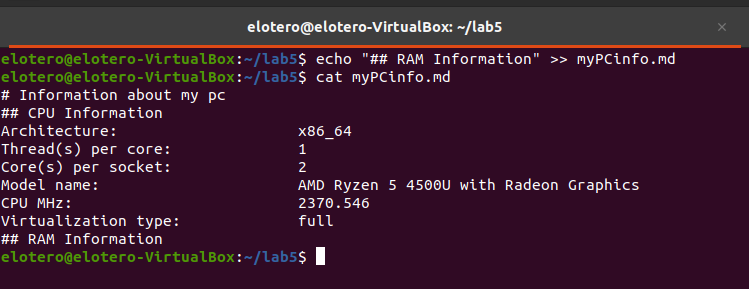 elotero@elotero-VirtualBox: ~/lab5
elotero@elotero-VirtualBox:~/lab5$ echo "## RAM Information" >> myPCinfo.md
elotero@elotero-VirtualBox:~/lab5$ cat myPCinfo.md
# Information about my pc
## CPU Information
Architecture:                    x86_64
Thread(s) per core:              1
Core(s) per socket:              2
Model name:                      AMD Ryzen 5 4500U with Radeon Graphics
CPU MHz:                         2370.546
Virtualization type:             full
## RAM Information
elotero@elotero-VirtualBox:~/lab5$